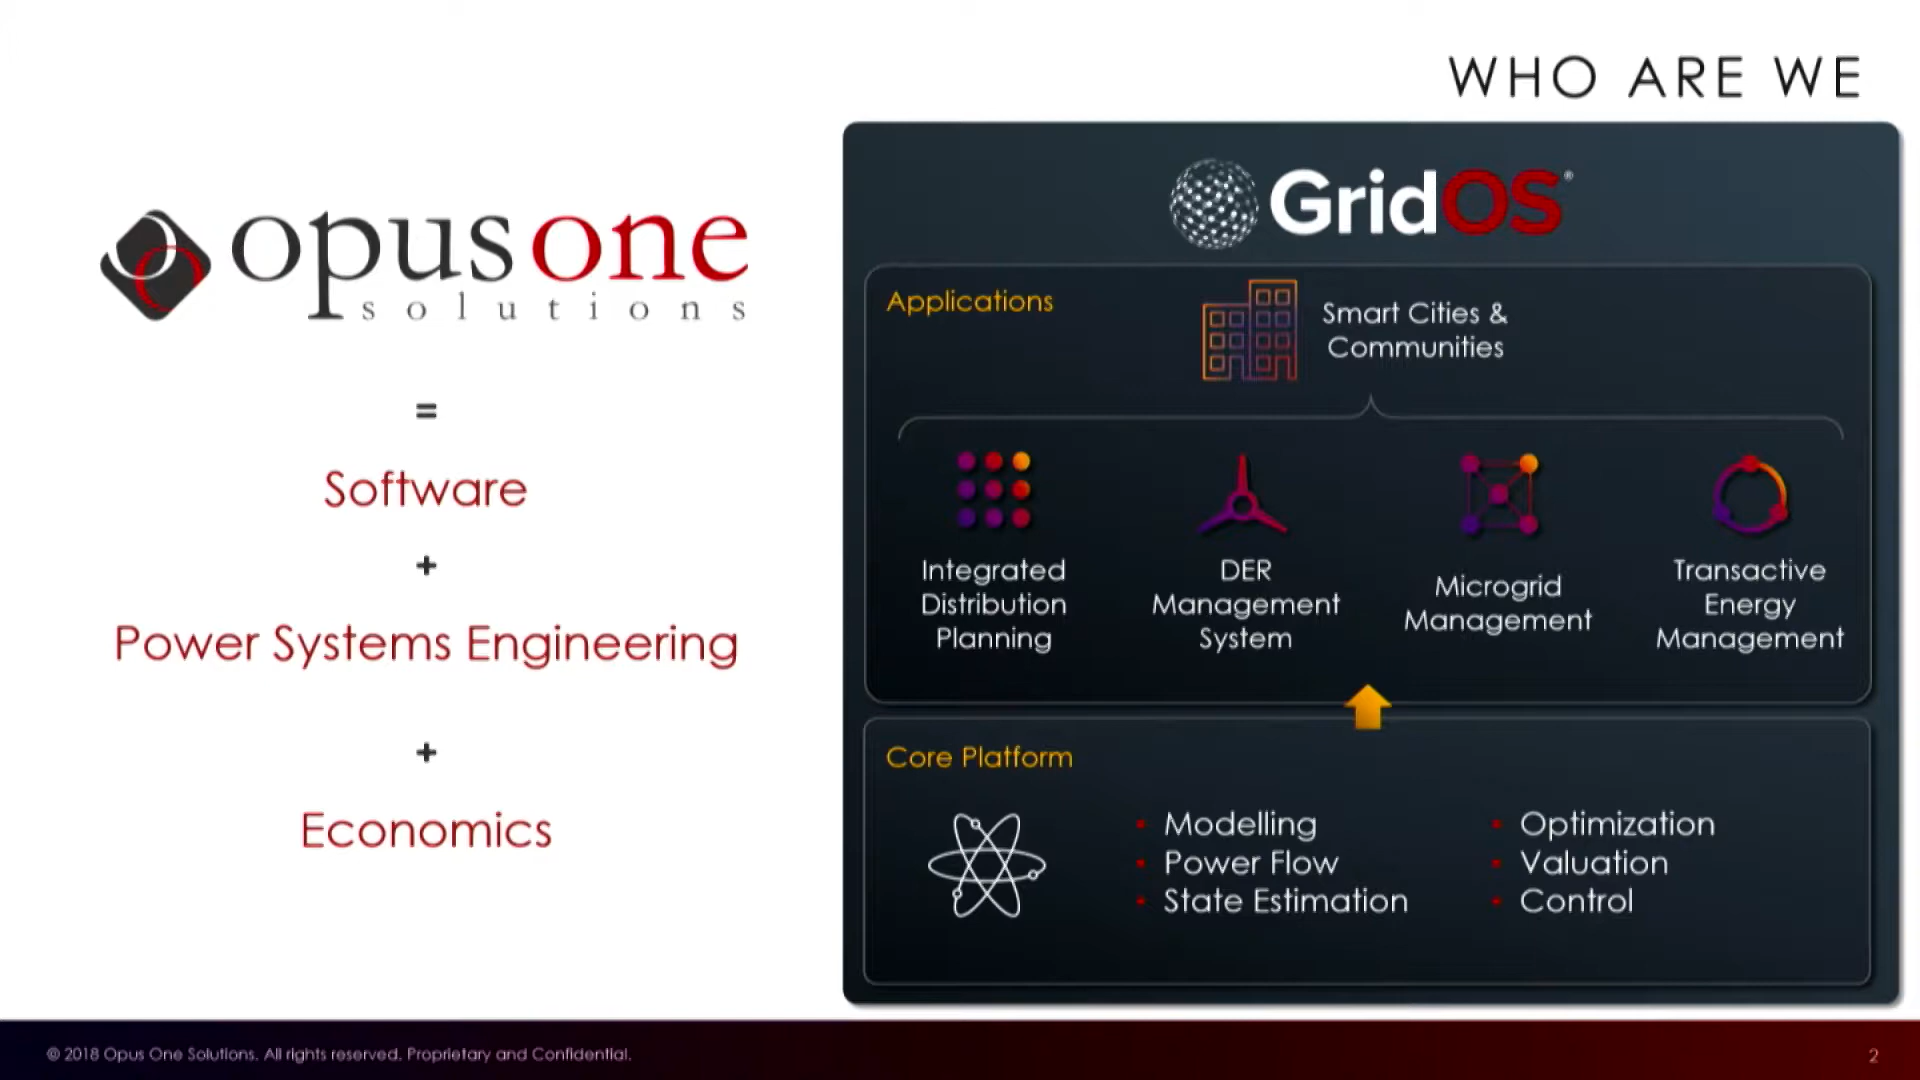 WHO ARE WE
opusone
solutions
=
Software
+
Power Systems Engineering
+
Economics
GridOS®
Applications
Smart Cities &
Communities
Integrated
Distribution
Planning
DER
Management
System
Microgrid
Management
Transactive
Energy
Management
Core Platform
• Modelling
• Power Flow
• State Estimation
• Optimization
• Valuation
• Control
© 2018 Opus One Solutions. All rights reserved. Proprietary and Confidential.
2